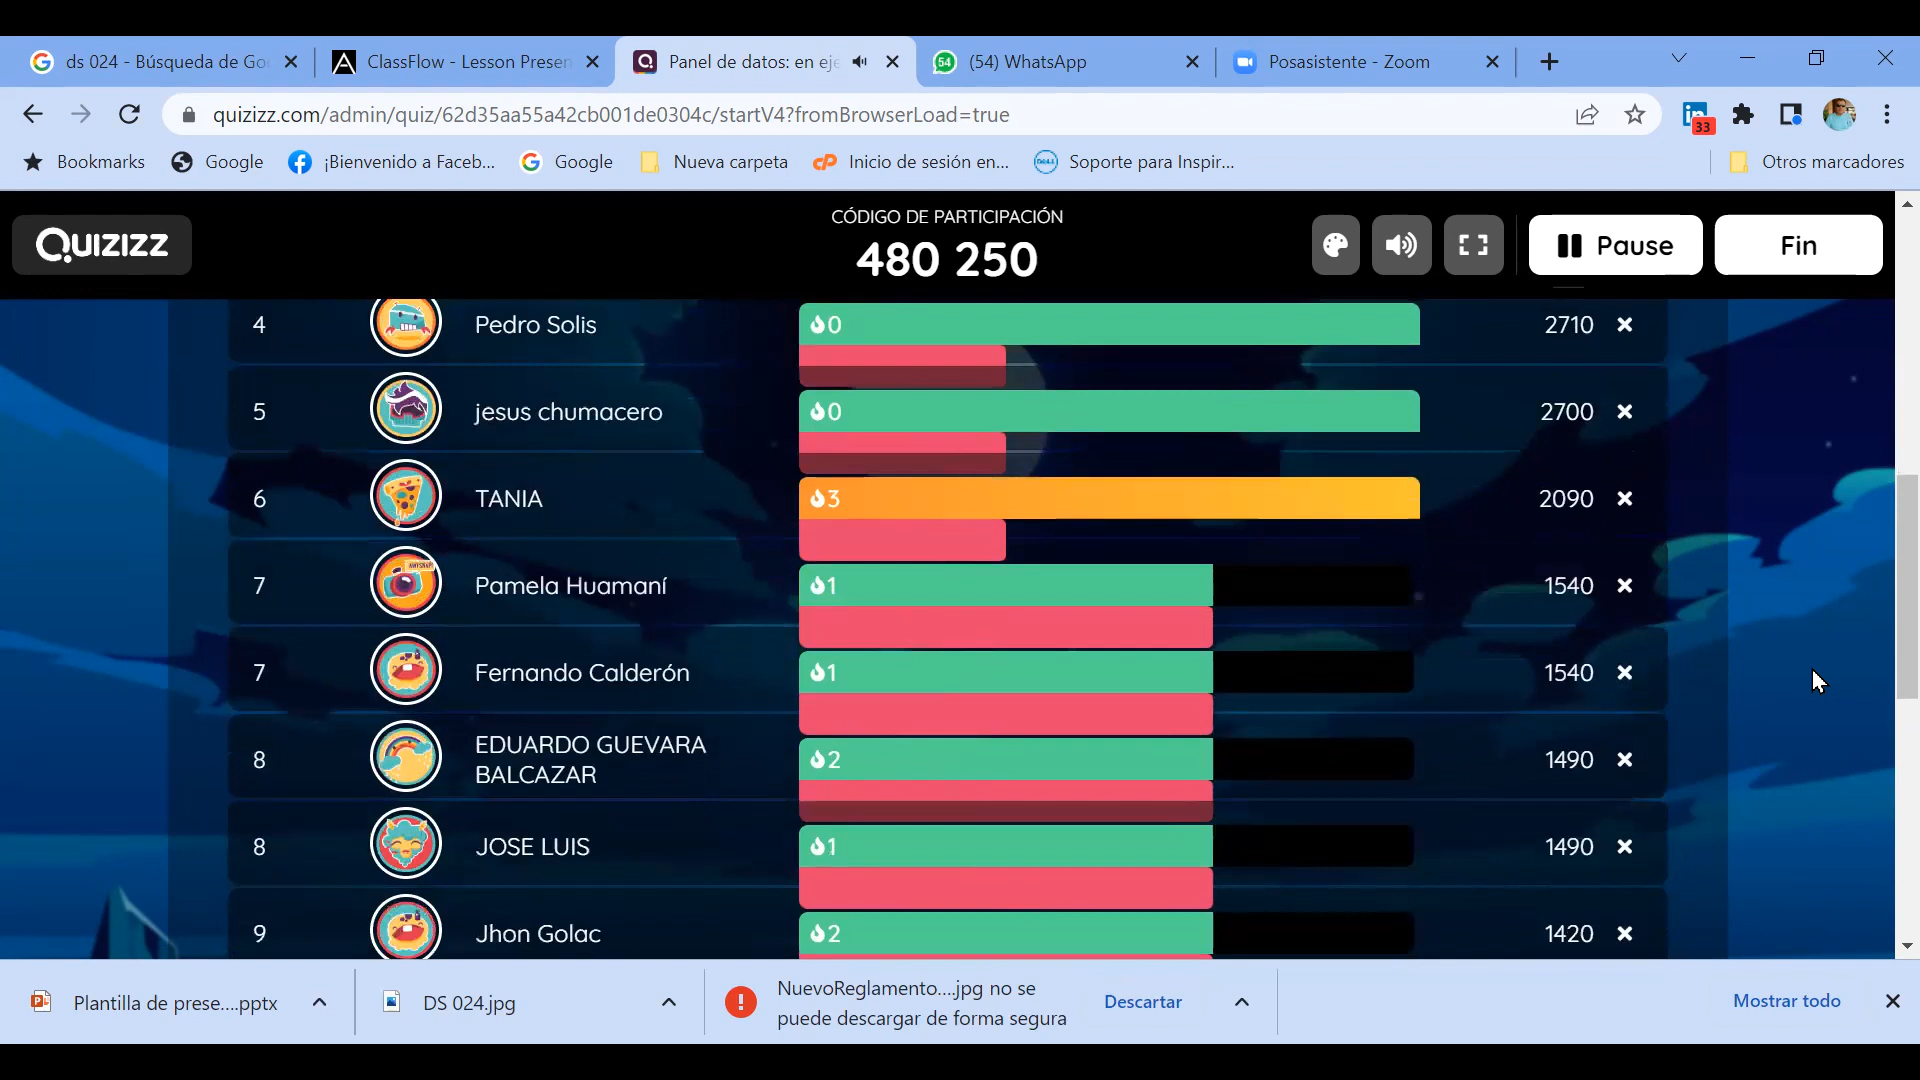 ds 024 - Búsqueda de Go
ClassFlow - Lesson Presen
Panel de datos: en eje
54
(54) WhatsApp
Posasistente - Zoom
quizizz.com/admin/quiz/62d35aa55a42cb001de0304c/startV4?fromBrowserLoad=true
in
33
Bookmarks
Google
¡Bienvenido a Faceb...
Google
Nueva carpeta
Inicio de sesión en...
Soporte para Inspir...
Otros marcadores
QUIZIZZ
CÓDIGO DE PARTICIPACIÓN
480 250
Pause
Fin
4 Pedro Solis 0 2710
5 jesus chumacero 0 2700
6 TANIA 3 2090
7 Pamela Huamaní 1 1540
7 Fernando Calderón 1 1540
8 EDUARDO GUEVARA 2 1490
BALCAZAR
8 JOSE LUIS 1 1490
9 Jhon Golac 2 1420
Plantilla de prese....pptx
DS 024.jpg
NuevoReglamento....jpg no se
puede descargar de forma segura
Descartar
Mostrar todo